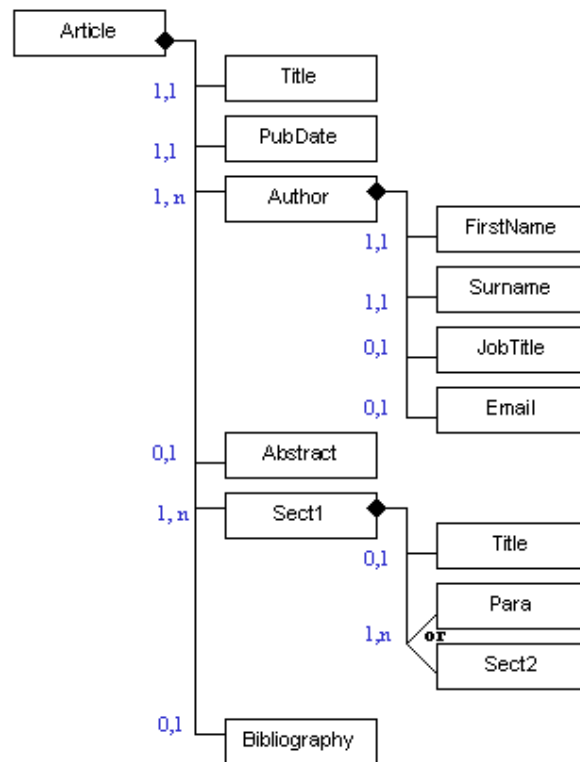 Article
1,1
Title
1,1
PubDate
1, n
Author
1,1
FirstName
1,1
Surname
0,1
JobTitle
0,1
Email
0,1
Abstract
1, n
Sect1
0,1
Title
1,n
or
Para
Sect2
0,1
Bibliography